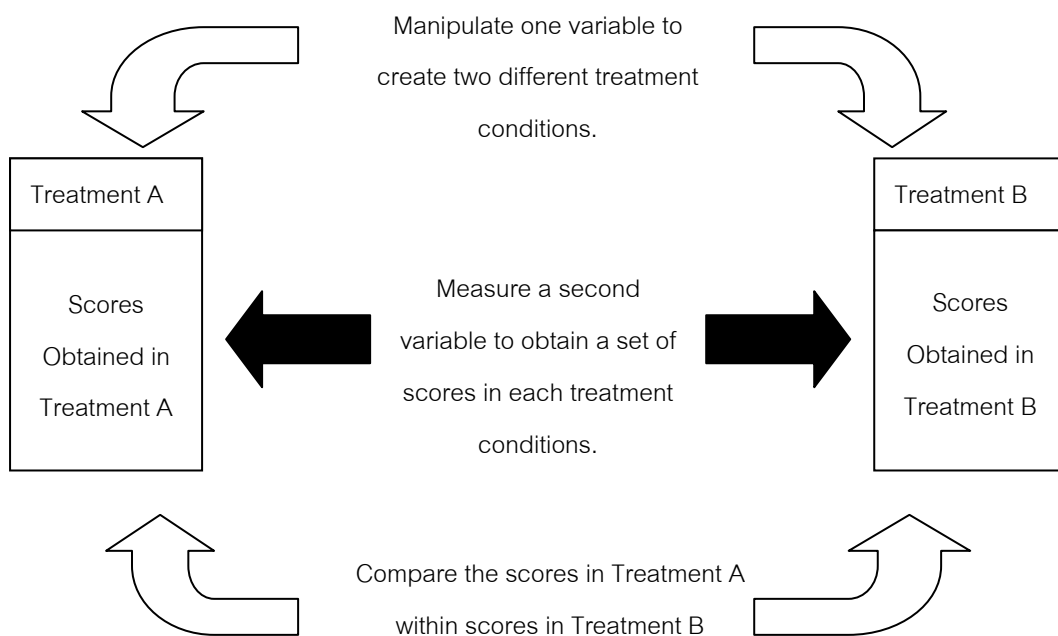 Manipulate one variable to
create two different treatment
conditions.
Treatment A
Treatment B
Scores
Obtained in
Treatment A
Measure a second
variable to obtain a set of
scores in each treatment
conditions.
Scores
Obtained in
Treatment B
Compare the scores in Treatment A
within scores in Treatment B